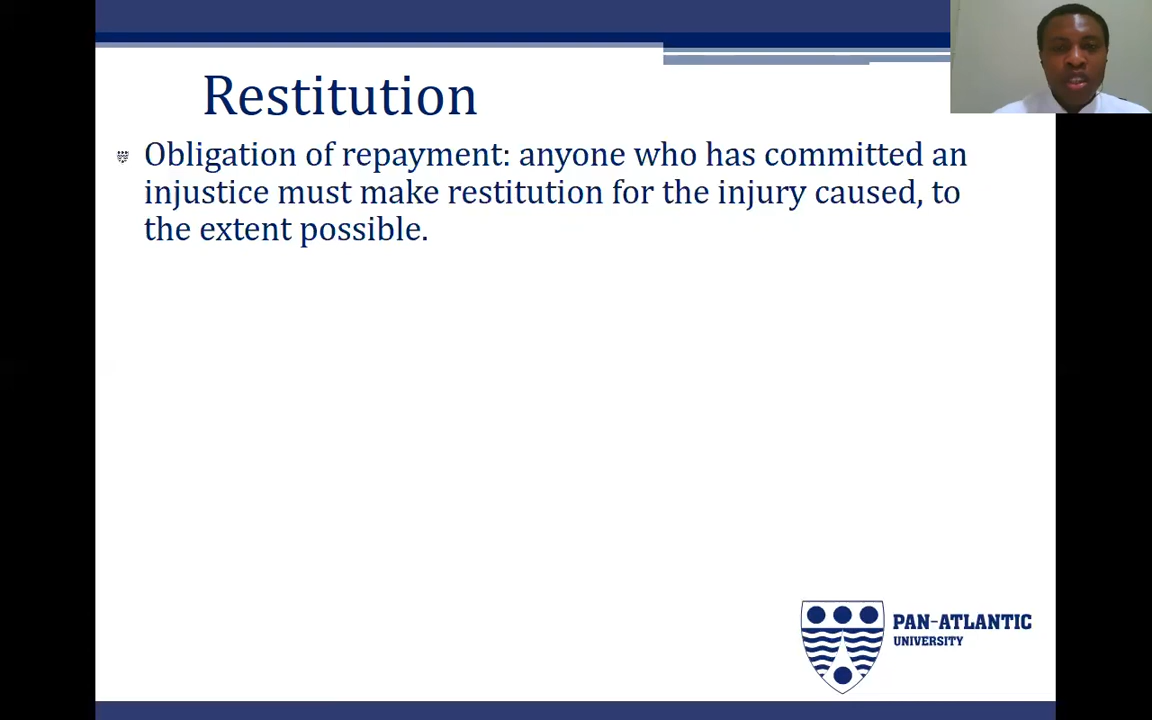 Restitution
Obligation of repayment: anyone who has committed an
injustice must make restitution for the injury caused, to
the extent possible.
PAN-ATLANTIC
UNIVERSITY